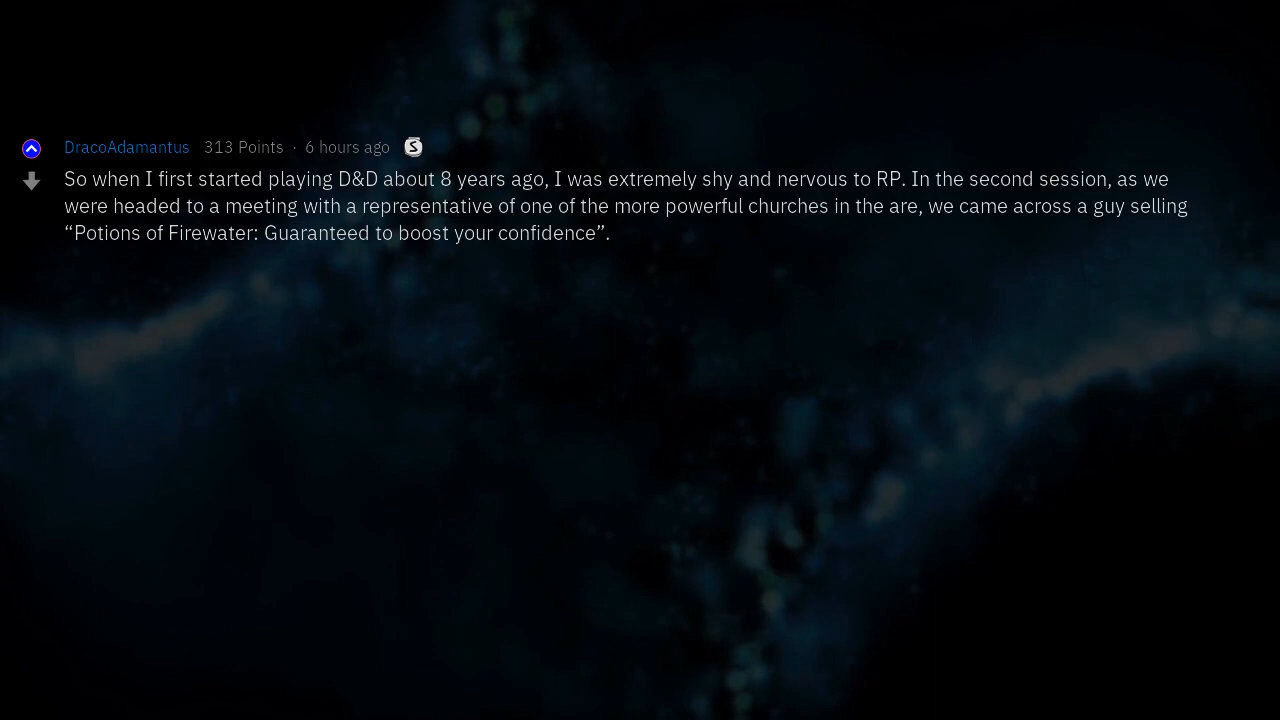 DracoAdamantus 313 Points · 6 hours ago S
So when I first started playing D&D about 8 years ago, I was extremely shy and nervous to RP. In the second session, as we
were headed to a meeting with a representative of one of the more powerful churches in the are, we came across a guy selling
“Potions of Firewater: Guaranteed to boost your confidence”.